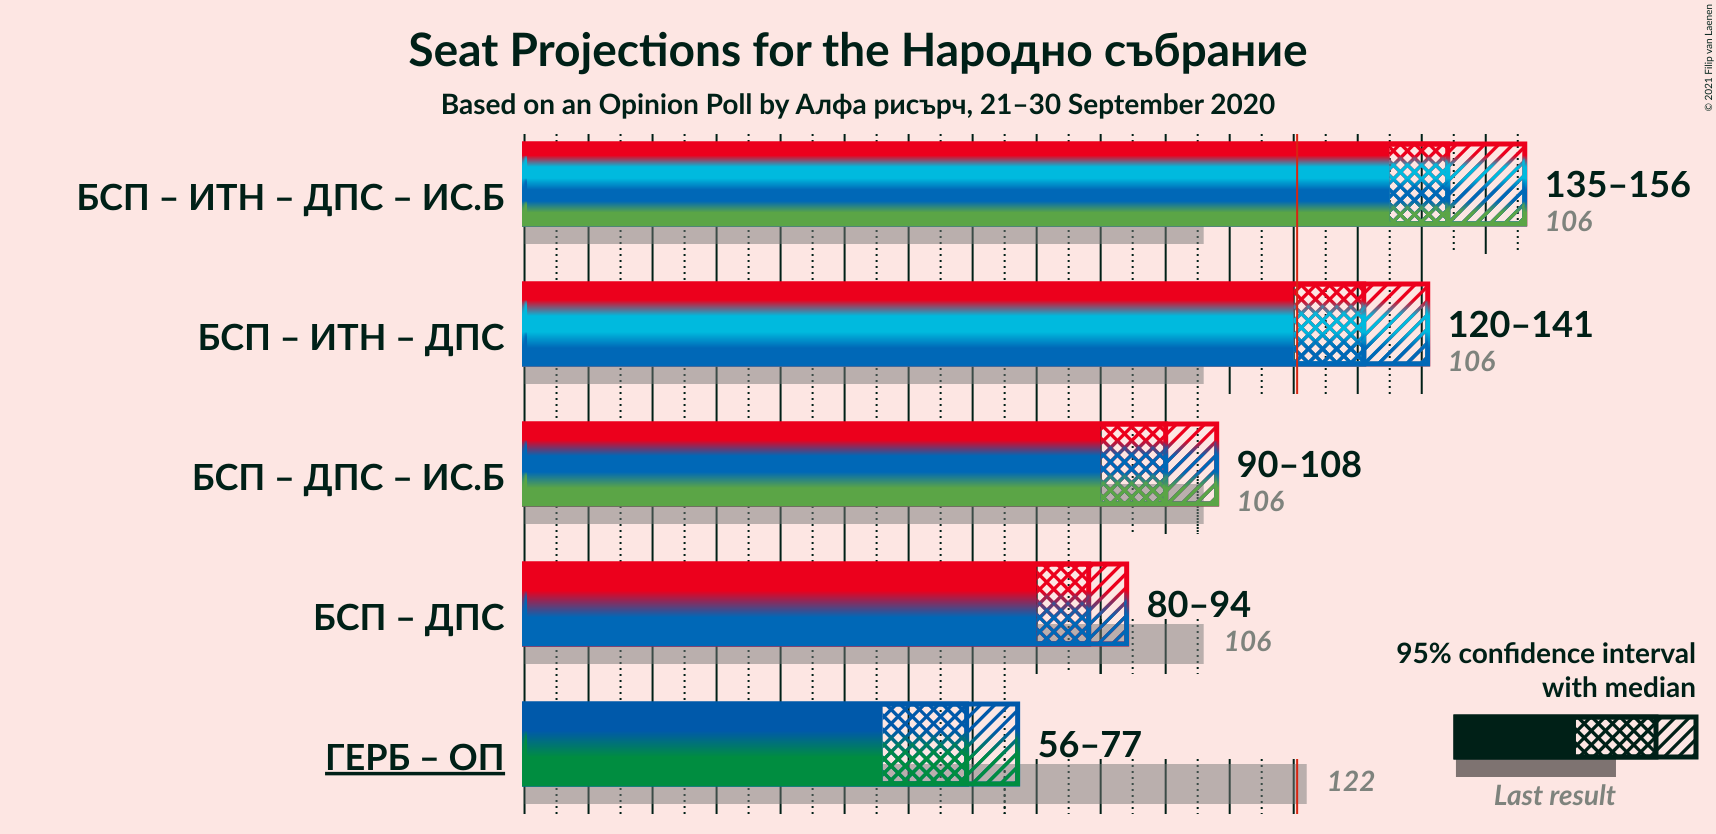 Seat Projections for the Народно събрание
Based on an Opinion Poll by Алфа рисърч, 21–30 September 2020
© 2021 Filip van Laenen
БСП – ИТН – ДПС – ИС.Б
135–156
106
БСП – ИТН – ДПС
120–141
106
БСП – ДПС – ИС.Б
90–108
106
БСП – ДПС
80–94
106
ГЕРБ – ОП
56–77
122
95% confidence interval
with median
Last result